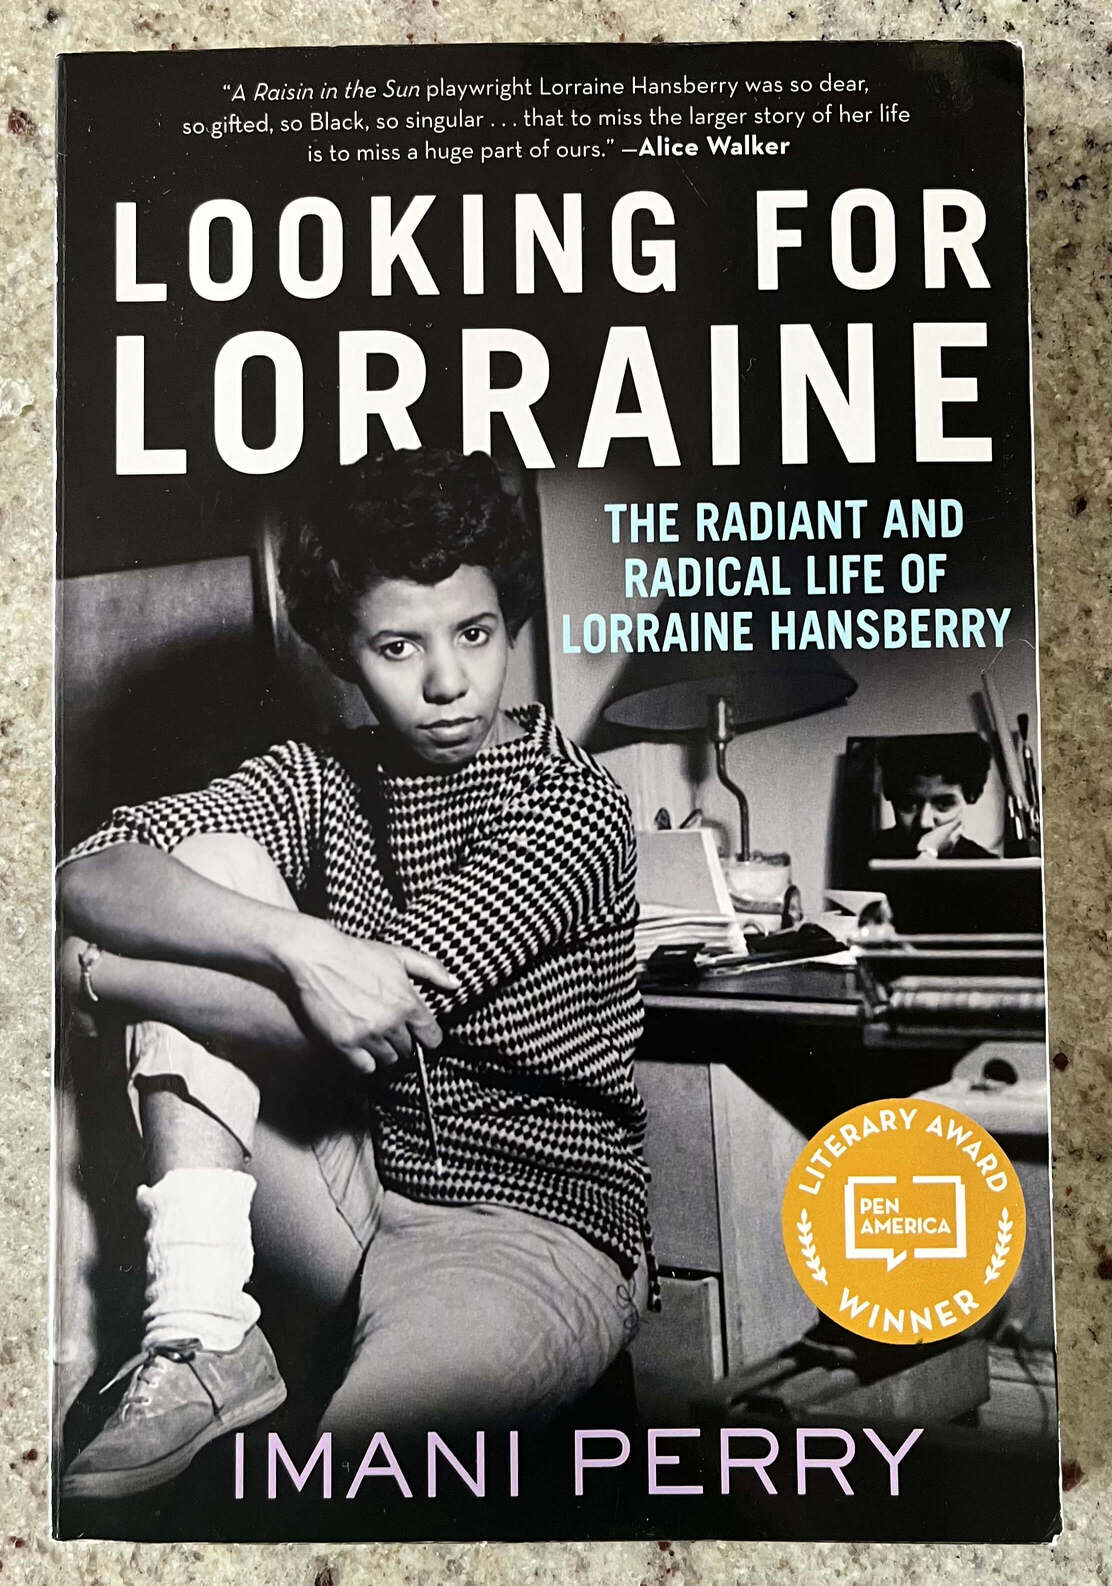 “A Raisin in the Sun playwright Lorraine Hansberry was so dear,
so gifted, so Black, so singular . . . that to miss the larger story of her life
is to miss a huge part of ours.” —Alice Walker
LOOKING FOR
LORRAINE
THE RADIANT AND
RADICAL LIFE OF
LORRAINE HANSBERRY
LITERARY AWARD
PEN
AMERICA
WINNER
IMANI PERRY